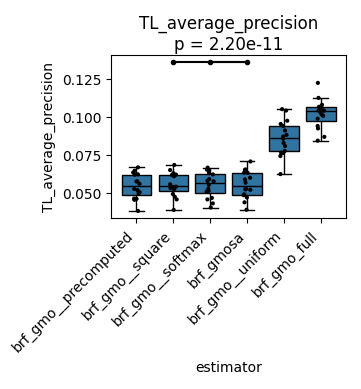 TL_average_precision
p = 2.20e-11
TL_average_precision
0.125
0.100
0.075
0.050
brf_gmo__precomputed
brf_gmo__square
brf_gmo__softmax
brf_gmosa
brf_gmo__uniform
brf_gmo_full
estimator